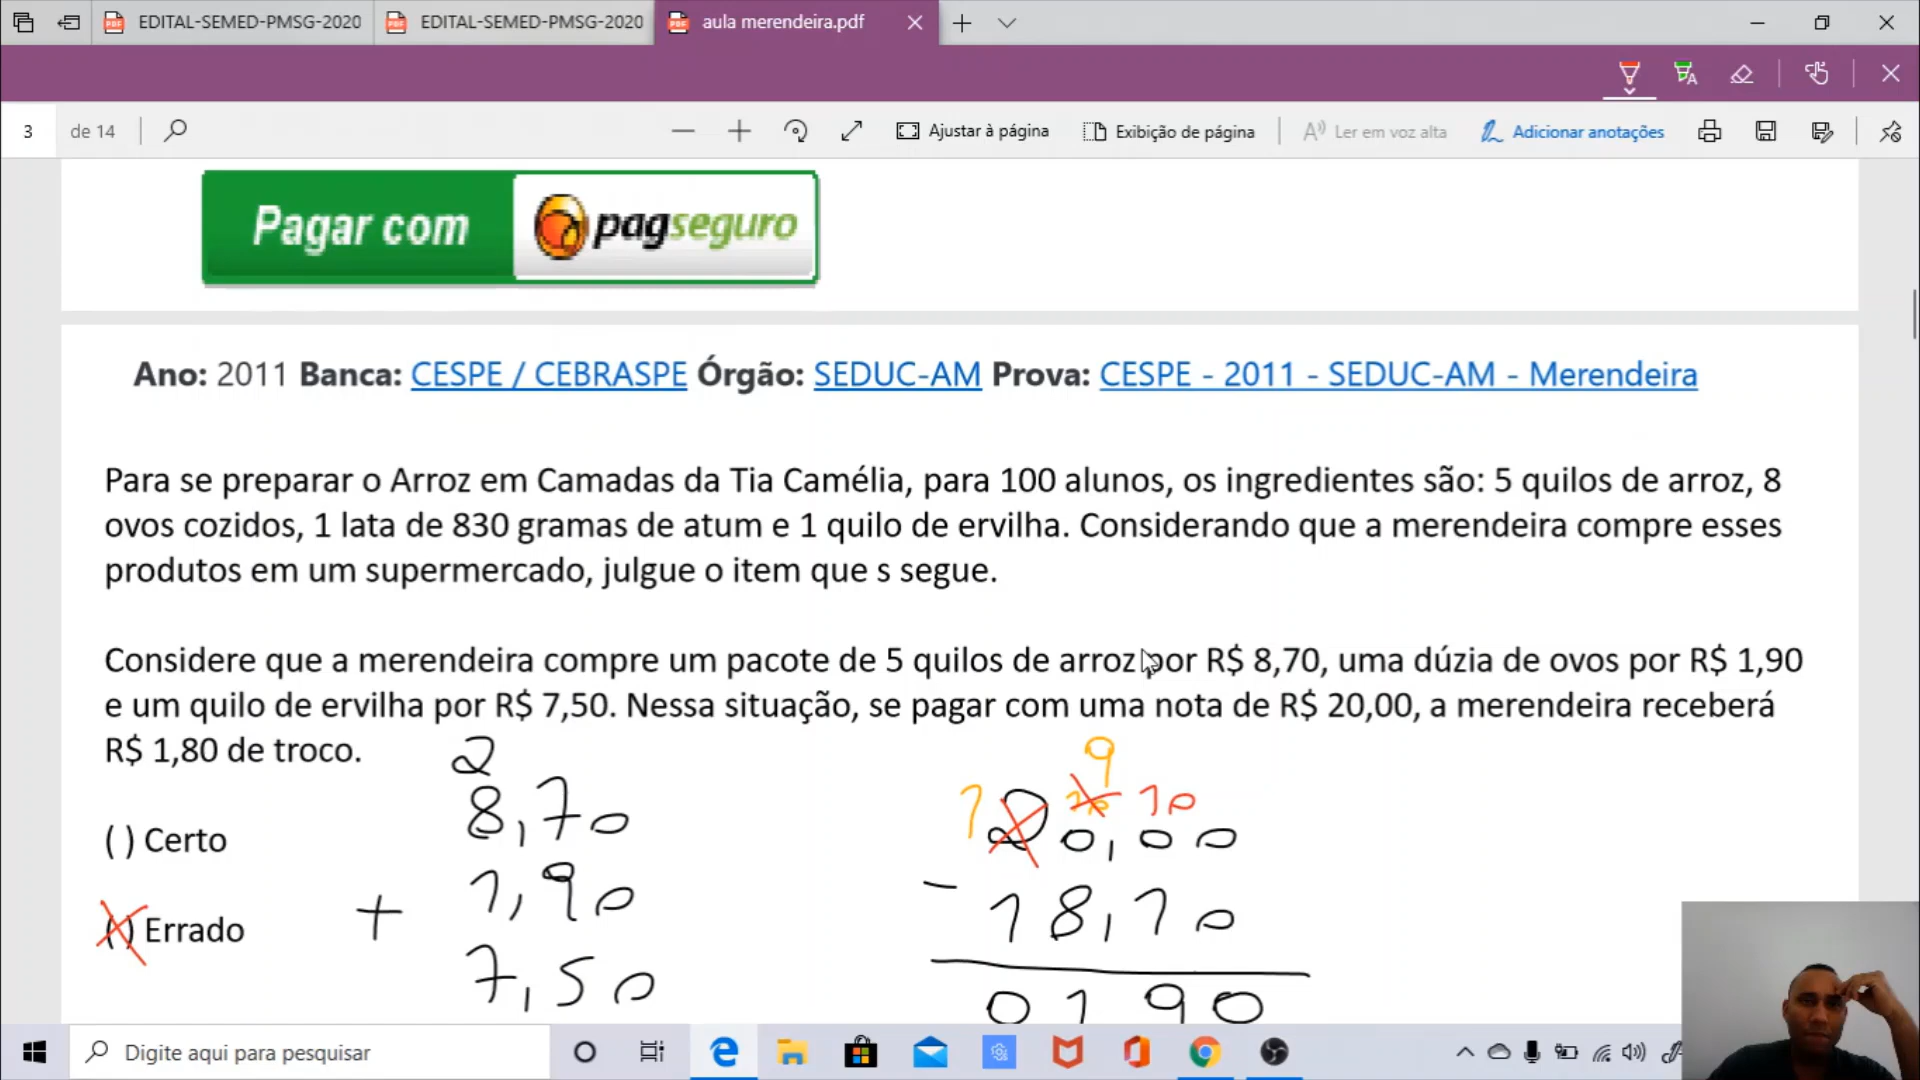 EDITAL-SEMED-PMSG-2020
EDITAL-SEMED-PMSG-2020
aula merendeira.pdf
3 de 14
Ajustar à página
Exibição de página
Ler em voz alta
Adicionar anotações
Pagar com pagseguro
Ano: 2011 Banca: CESPE / CEBRASPE Órgão: SEDUC-AM Prova: CESPE - 2011 - SEDUC-AM - Merendeira
Para se preparar o Arroz em Camadas da Tia Camélia, para 100 alunos, os ingredientes são: 5 quilos de arroz, 8
ovos cozidos, 1 lata de 830 gramas de atum e 1 quilo de ervilha. Considerando que a merendeira compre esses
produtos em um supermercado, julgue o item que s segue.
Considere que a merendeira compre um pacote de 5 quilos de arroz por R$ 8,70, uma dúzia de ovos por R$ 1,90
e um quilo de ervilha por R$ 7,50. Nessa situação, se pagar com uma nota de R$ 20,00, a merendeira receberá
R$ 1,80 de troco.
2
8,70
+ 1,90
7,50
9
1 10 10
20,00
- 18,10
0190
( ) Certo
( ) Errado
Digite aqui para pesquisar